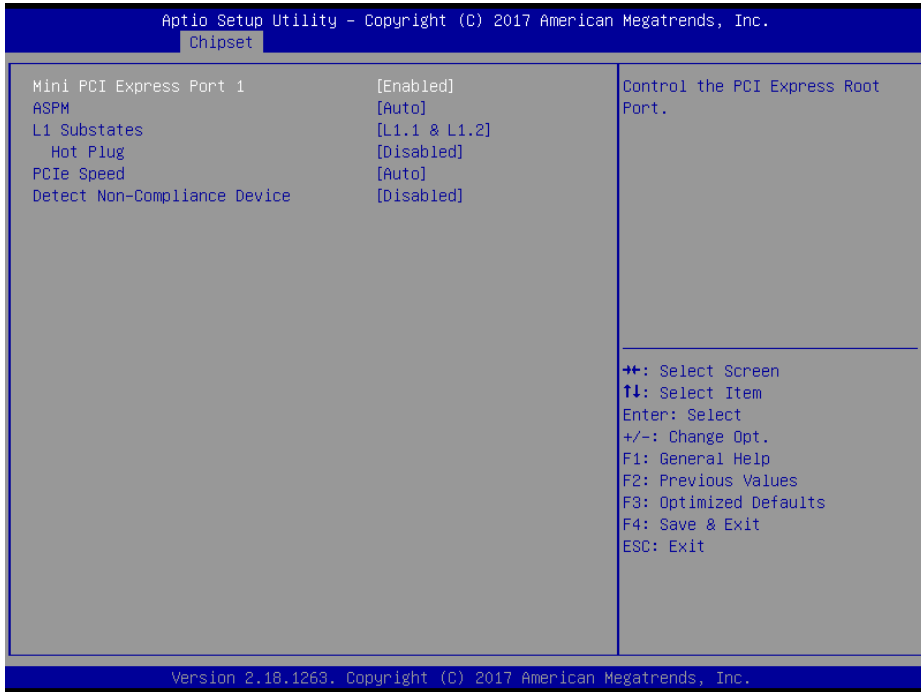 Aptio Setup Utility – Copyright (C) 2017 American Megatrends, Inc.
Chipset
Mini PCI Express Port 1 [Enabled]
ASPM [Auto]
L1 Substates [L1.1 & L1.2]
Hot Plug [Disabled]
PCIe Speed [Auto]
Detect Non-Compliance Device [Disabled]
Control the PCI Express Root
Port.
→←: Select Screen
↑↓: Select Item
Enter: Select
+/-: Change Opt.
F1: General Help
F2: Previous Values
F3: Optimized Defaults
F4: Save & Exit
ESC: Exit
Version 2.18.1263. Copyright (C) 2017 American Megatrends, Inc.